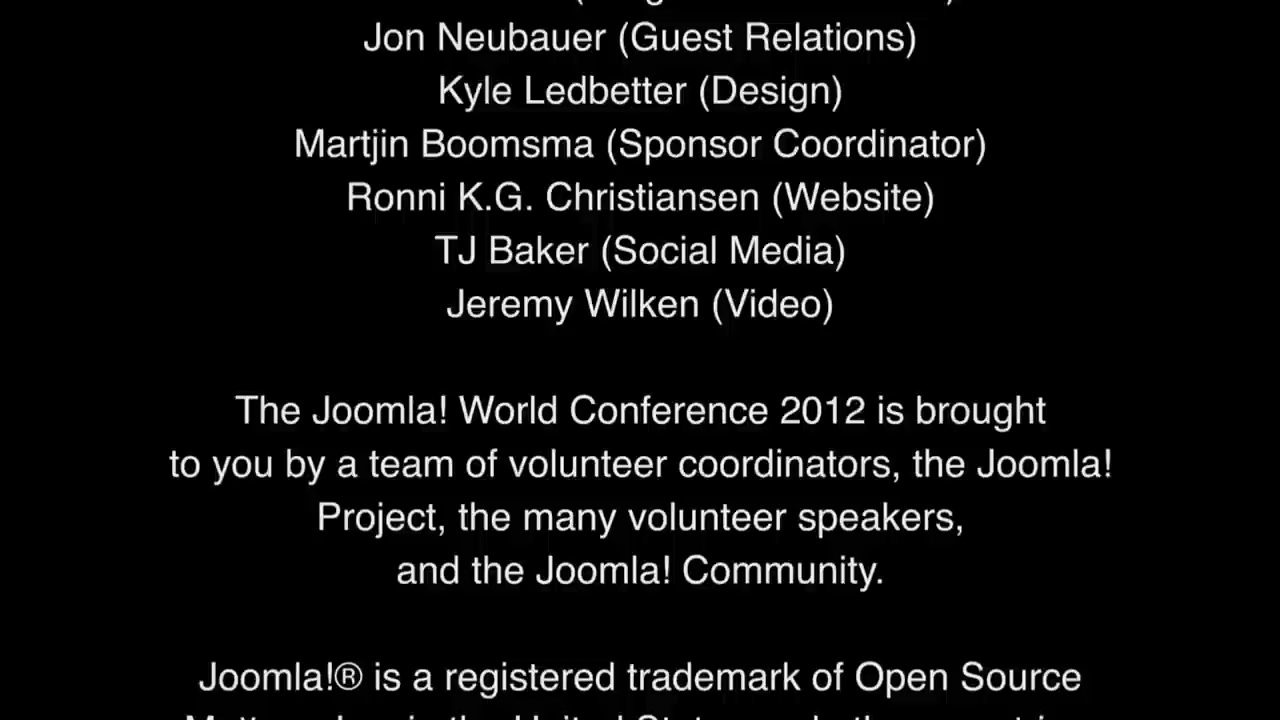 Jon Neubauer (Guest Relations)
Kyle Ledbetter (Design)
Martjin Boomsma (Sponsor Coordinator)
Ronni K.G. Christiansen (Website)
TJ Baker (Social Media)
Jeremy Wilken (Video)
The Joomla! World Conference 2012 is brought
to you by a team of volunteer coordinators, the Joomla!
Project, the many volunteer speakers,
and the Joomla! Community.
Joomla!® is a registered trademark of Open Source